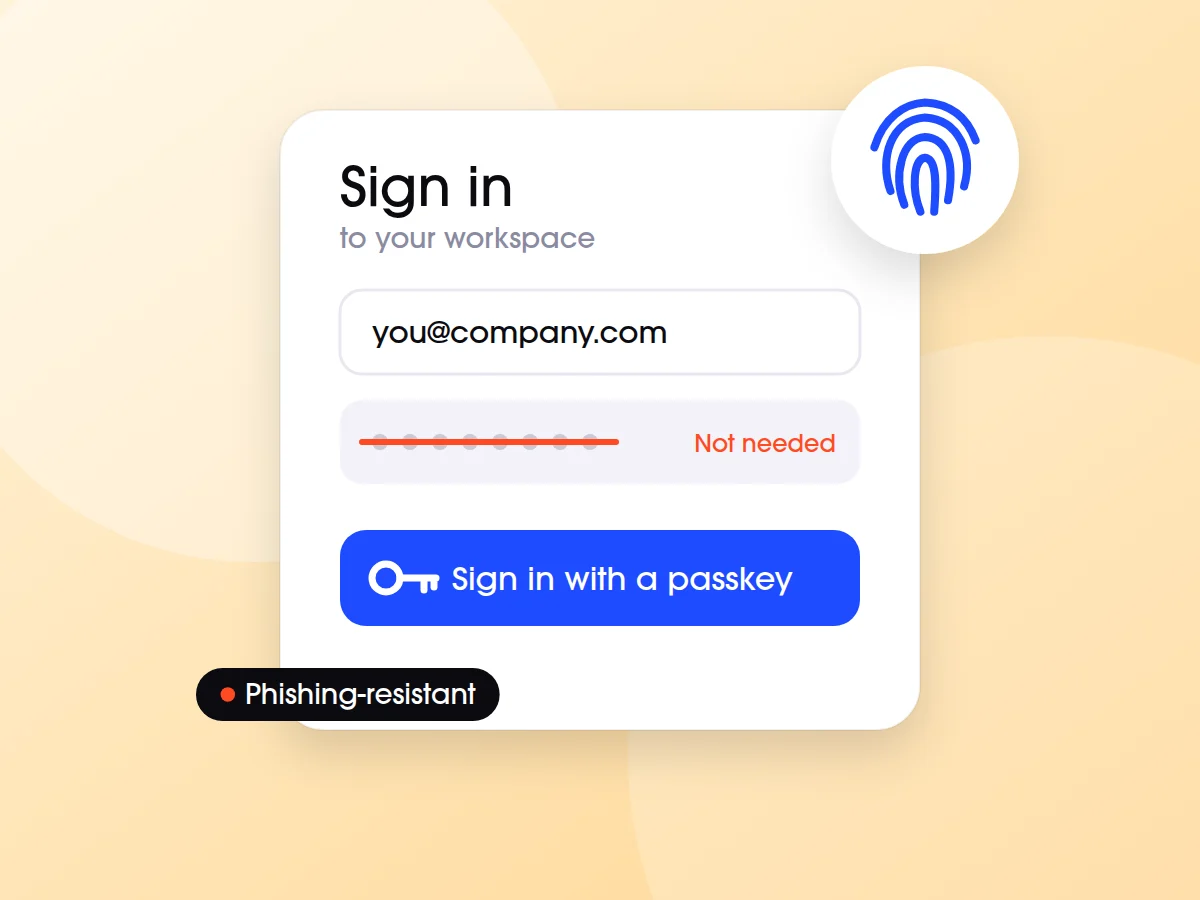 Sign in
to your workspace
you@company.com
Not needed
Sign in with a passkey
Phishing-resistant